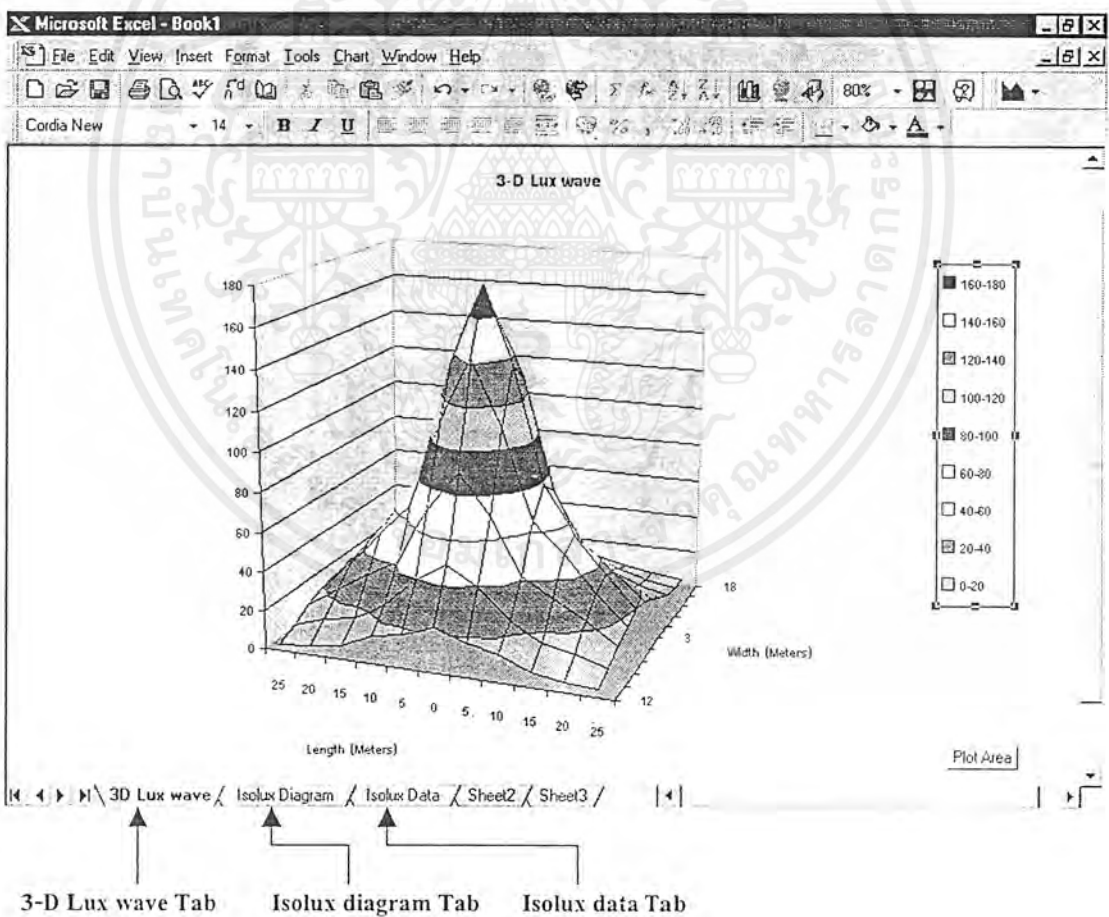 Microsoft Excel - Book1
File Edit View Insert Format Tools Chart Window Help
80%
Cordia New 14 B I U
3-D Lux wave
180
160
140
120
100
80
60
40
20
0
25 20 15 10 5 0 5 10 15 20 25
Length (Meters)
18
3
12
Width (Meters)
160-180
140-160
120-140
100-120
80-100
60-80
40-60
20-40
0-20
Plot Area
3D Lux wave Isolux Diagram Isolux Data Sheet2 Sheet3
3-D Lux wave Tab Isolux diagram Tab Isolux data Tab